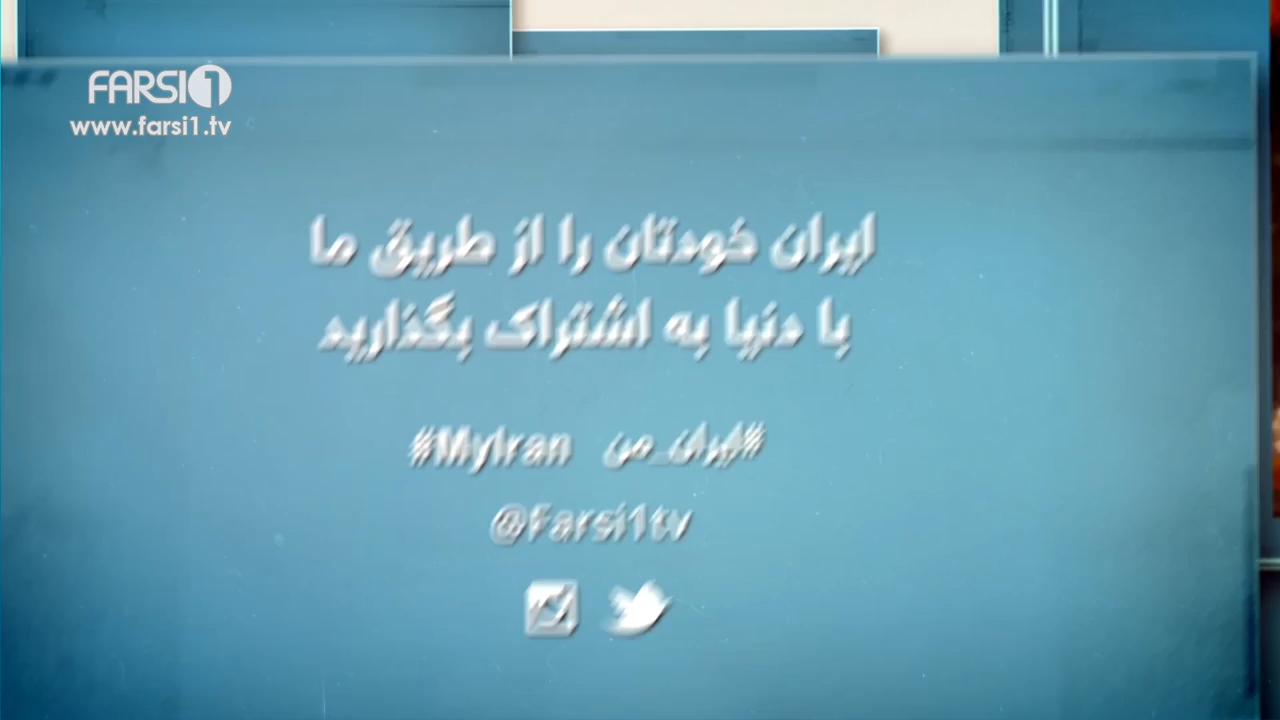 FARSI1
www.farsi1.tv
ایران خودتان را از طریق ما
با دنیا به اشتراک بگذارید
#ایران_من #MyIran
@Farsi1tv